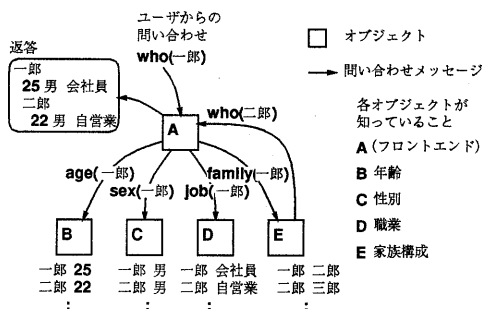 ユーザからの
問い合わせ
who(一郎)
返答
一郎
25 男 会社員
二郎
22 男 自営業
who(二郎)
A
age(一郎)
sex(一郎)
job(一郎)
family(一郎)
B
C
D
E
一郎 25
二郎 22
一郎 男
二郎 男
一郎 会社員
二郎 自営業
一郎 二郎
二郎 三郎
オブジェクト
問い合わせメッセージ
各オブジェクトが
知っていること
A (フロントエンド)
B 年齢
C 性別
D 職業
E 家族構成